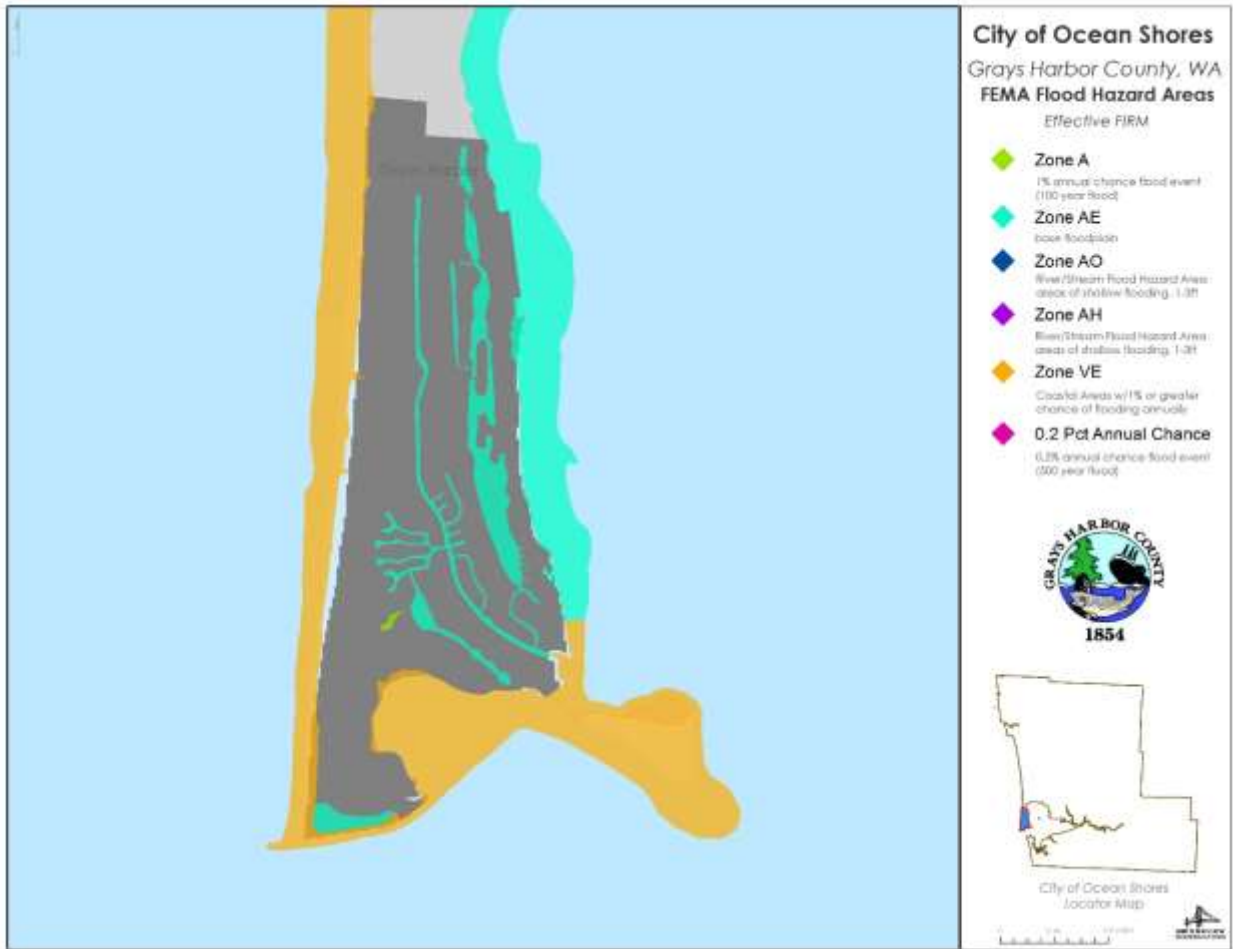 City of Ocean Shores
Grays Harbor County, WA
FEMA Flood Hazard Areas
Effective FIRM
Zone A
1% annual chance flood event
(100 year flood)
Zone AE
base floodplain
Zone AO
River/Stream Flood Hazard Area
areas of shallow flooding, 1-3ft
Zone AH
River/Stream Flood Hazard Area
areas of shallow flooding, 1-3ft
Zone VE
Coastal Areas w/1% or greater
chance of flooding annually
0.2 Pct Annual Chance
0.2% annual chance flood event
(500 year flood)
GRAYS HARBOR COUNTY
1854
City of Ocean Shores
Locator Map